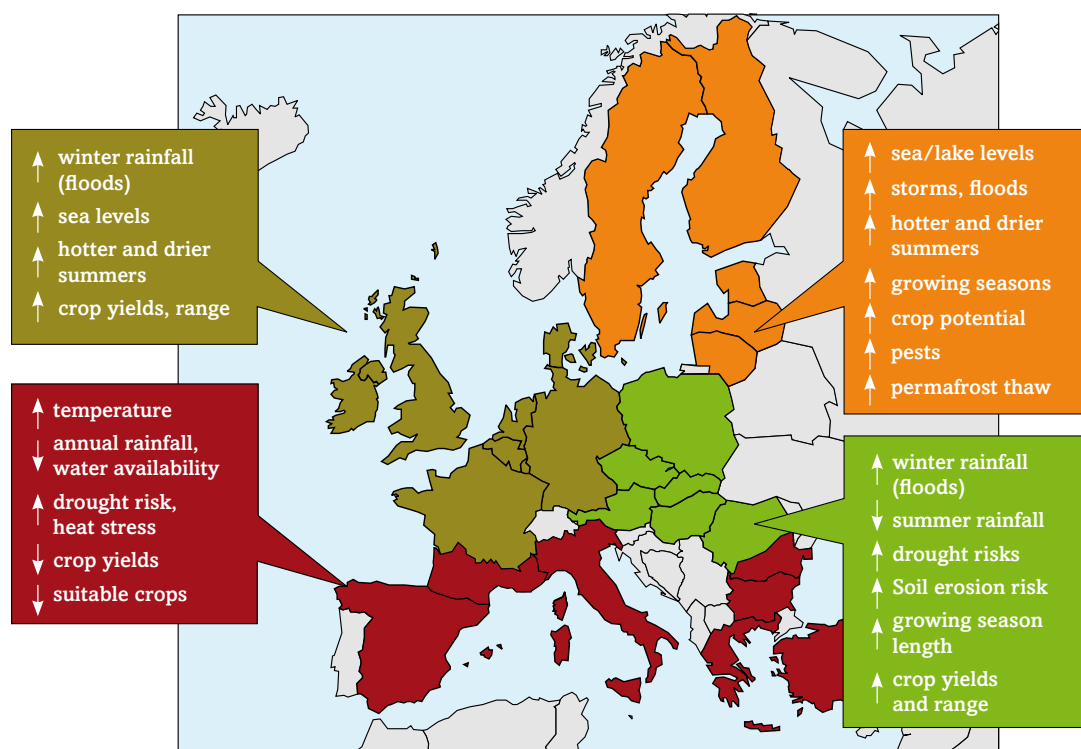 ↑ winter rainfall
(floods)
↑ sea levels
↑ hotter and drier
summers
↑ crop yields, range
↑ temperature
↓ annual rainfall,
water availability
↑ drought risk,
heat stress
↓ crop yields
↓ suitable crops
↑ sea/lake levels
↑ storms, floods
↑ hotter and drier
summers
↑ growing seasons
↑ crop potential
↑ pests
↑ permafrost thaw
↑ winter rainfall
(floods)
↓ summer rainfall
↑ drought risks
↑ Soil erosion risk
↑ growing season
length
↑ crop yields
and range